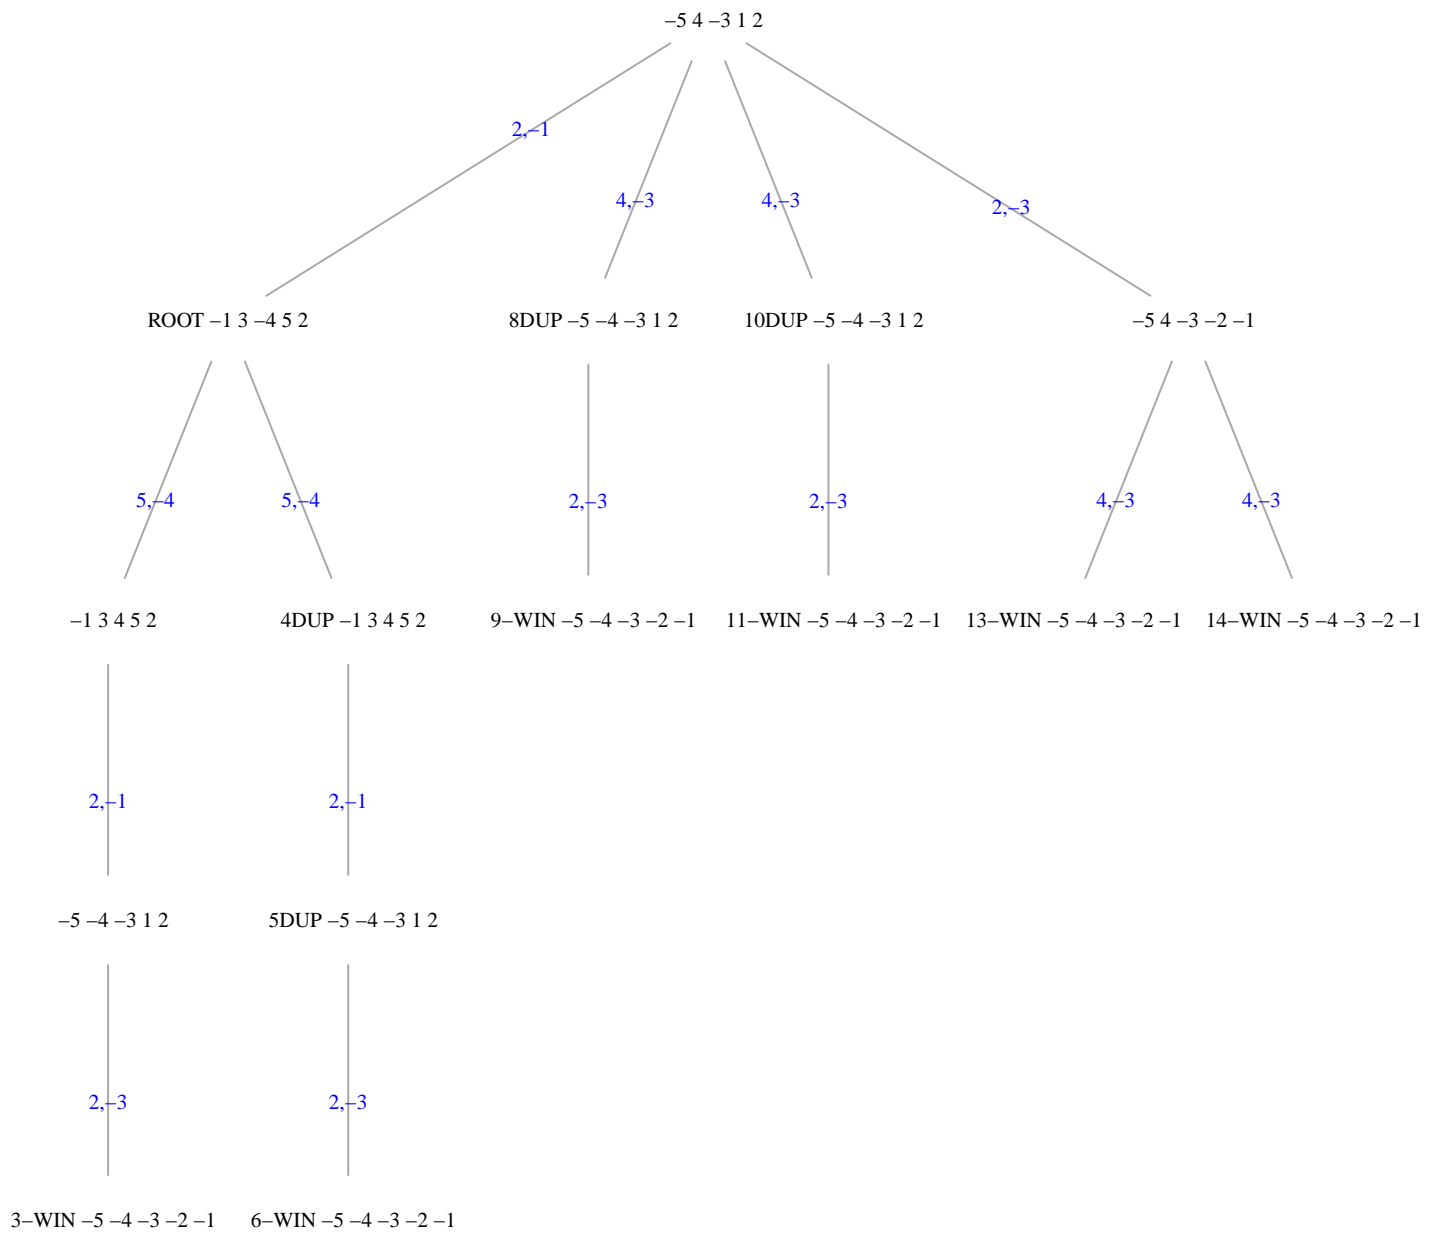 −5 4 −3 1 2
2,−1
4,−3
4,−3
2,−3
ROOT −1 3 −4 5 2
8DUP −5 −4 −3 1 2
10DUP −5 −4 −3 1 2
−5 4 −3 −2 −1
5,−4
5,−4
2,−3
2,−3
4,−3
4,−3
−1 3 4 5 2
4DUP −1 3 4 5 2
9−WIN −5 −4 −3 −2 −1
11−WIN −5 −4 −3 −2 −1
13−WIN −5 −4 −3 −2 −1
14−WIN −5 −4 −3 −2 −1
2,−1
2,−1
−5 −4 −3 1 2
5DUP −5 −4 −3 1 2
2,−3
2,−3
3−WIN −5 −4 −3 −2 −1
6−WIN −5 −4 −3 −2 −1